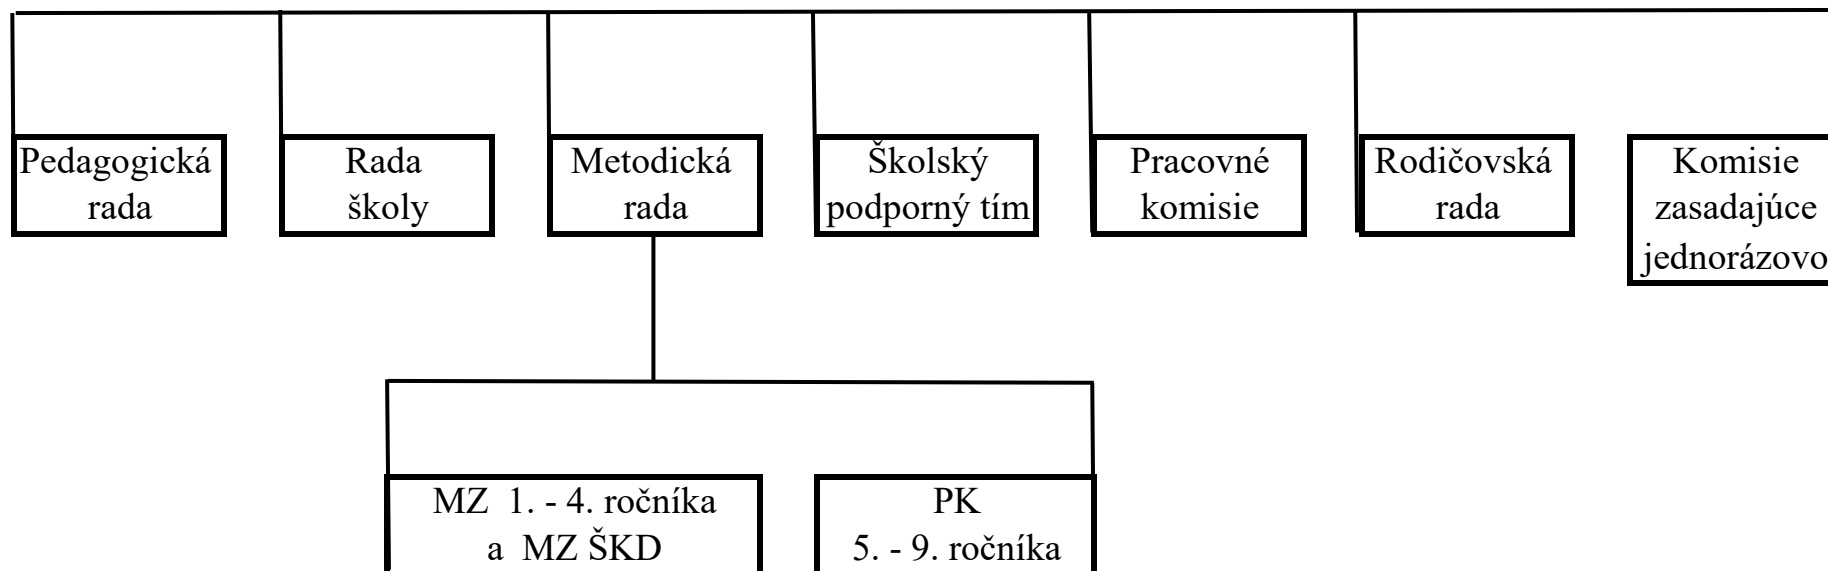 Pedagogická
rada
Rada
školy
Metodická
rada
Školský
podporný tím
Pracovné
komisie
Rodičovská
rada
Komisie
zasadajúce
jednorázovo
MZ 1. - 4. ročníka
a MZ ŠKD
PK
5. - 9. ročníka